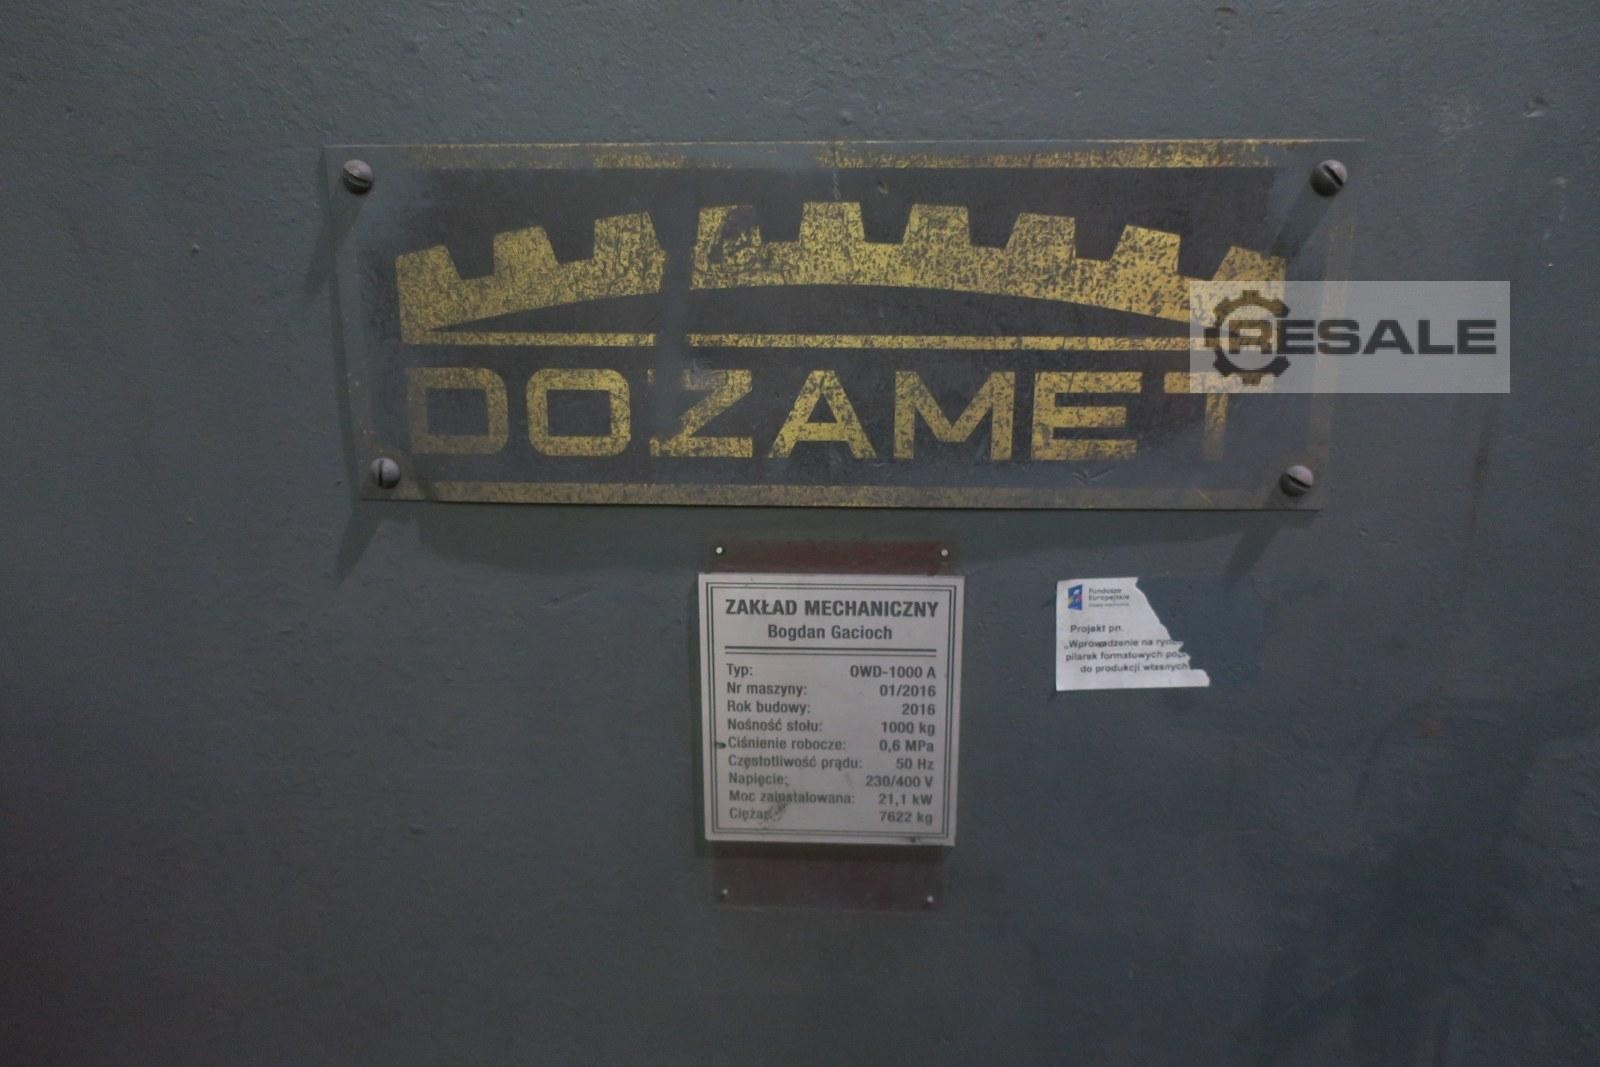 DOZAMET
RESALE
ZAKŁAD MECHANICZNY
Bogdan Gacioch
Typ: OWD-1000 A
Nr maszyny: 01/2016
Rok budowy: 2016
Nośność stołu: 1000 kg
Ciśnienie robocze: 0,6 MPa
Częstotliwość prądu: 50 Hz
Napięcie: 230/400 V
Moc zainstalowana: 21,1 kW
Ciężar 7622 kg
Fundusze
Europejskie
Projekt pn.
„Wprowadzenie na
pilarek formatowych
do produkcji własnych